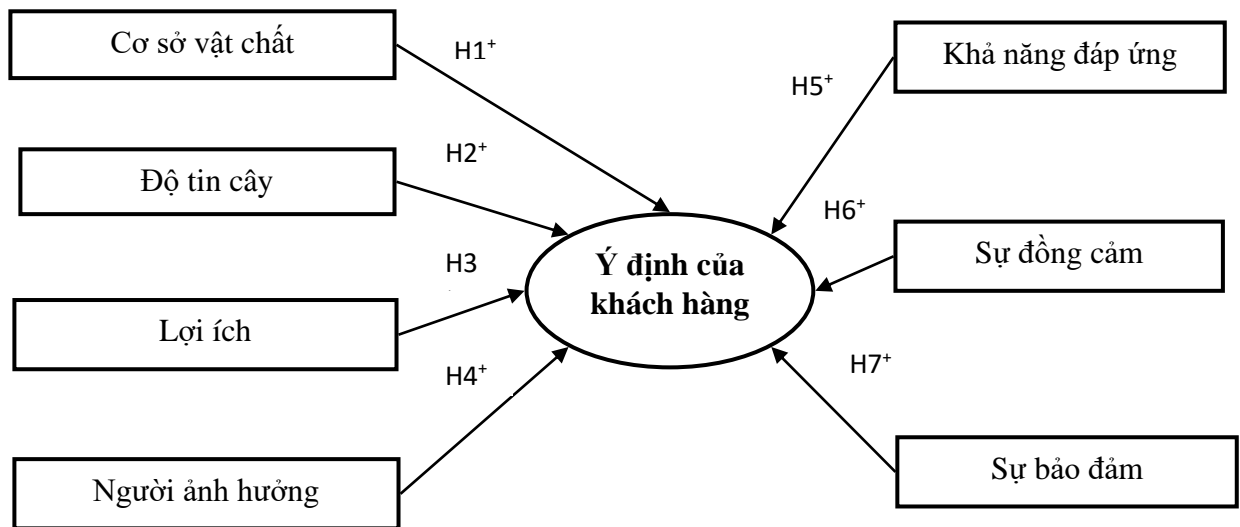 Cơ sở vật chất
H1+
Khả năng đáp ứng
H5+
Độ tin cây
H2+
H6+
Sự đồng cảm
Ý định của
khách hàng
H3
Lợi ích
H4+
H7+
Người ảnh hưởng
Sự bảo đảm